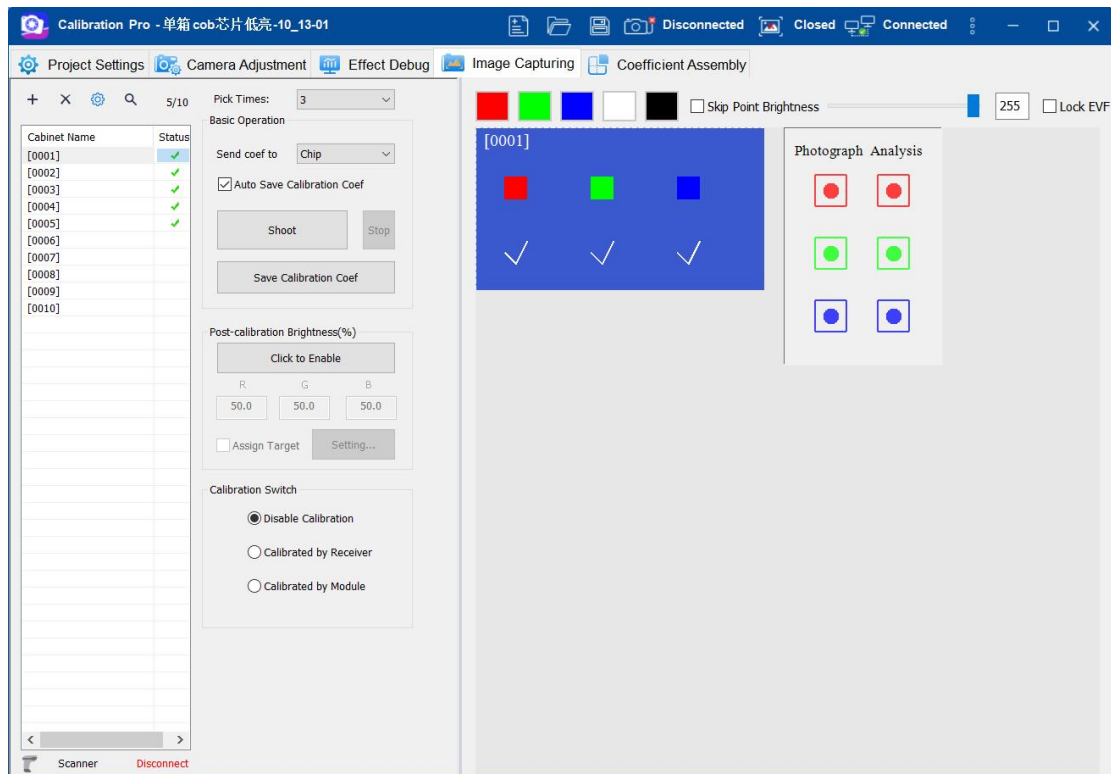 Calibration Pro - 单箱cob芯片低亮-10_13-01
Disconnected
Closed
Connected
Project Settings
Camera Adjustment
Effect Debug
Image Capturing
Coefficient Assembly
5/10
Cabinet Name
Status
[0001]
[0002]
[0003]
[0004]
[0005]
[0006]
[0007]
[0008]
[0009]
[0010]
Scanner
Disconnect
Pick Times:
3
Basic Operation
Send coef to
Chip
Auto Save Calibration Coef
Shoot
Stop
Save Calibration Coef
Post-calibration Brightness(%)
Click to Enable
R G B
50.0 50.0 50.0
Assign Target
Setting...
Calibration Switch
Disable Calibration
Calibrated by Receiver
Calibrated by Module
Skip Point Brightness
255
Lock EVF
[0001]
Photograph Analysis